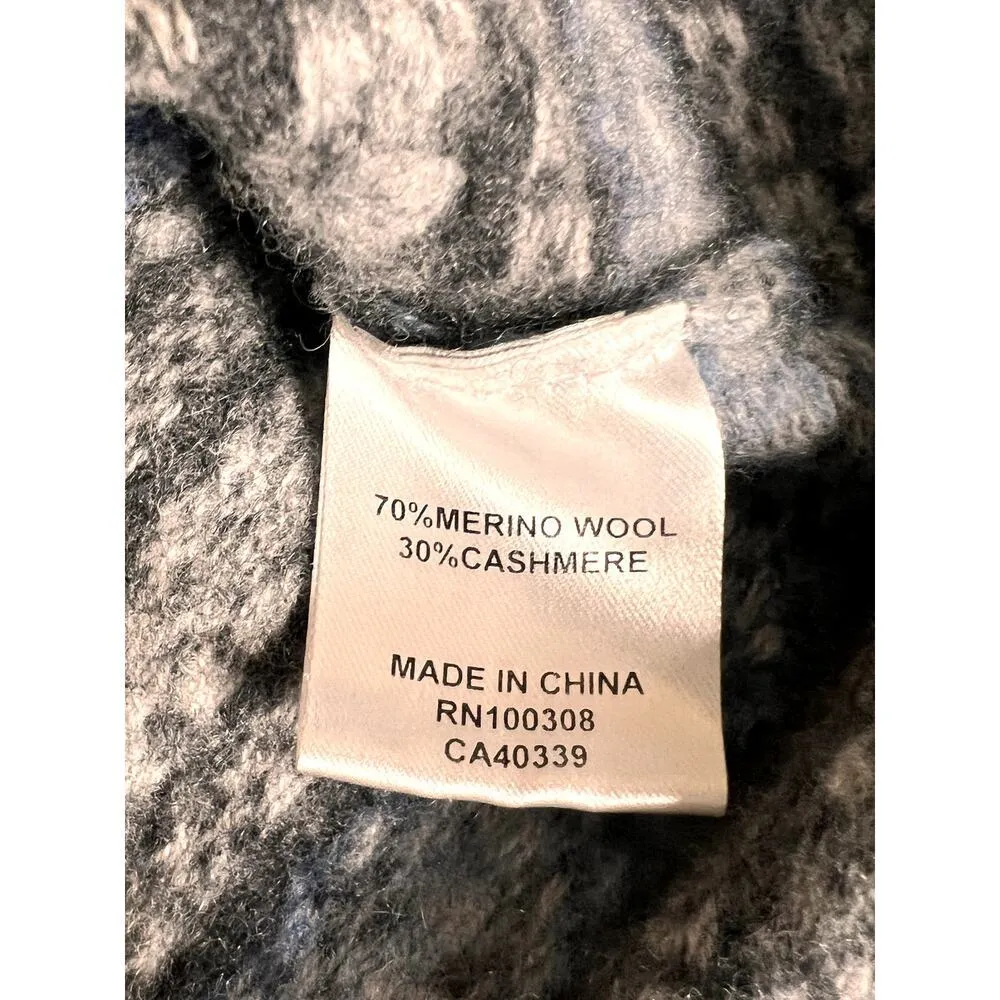 70%MERINO WOOL
30%CASHMERE
MADE IN CHINA
RN100308
CA40339